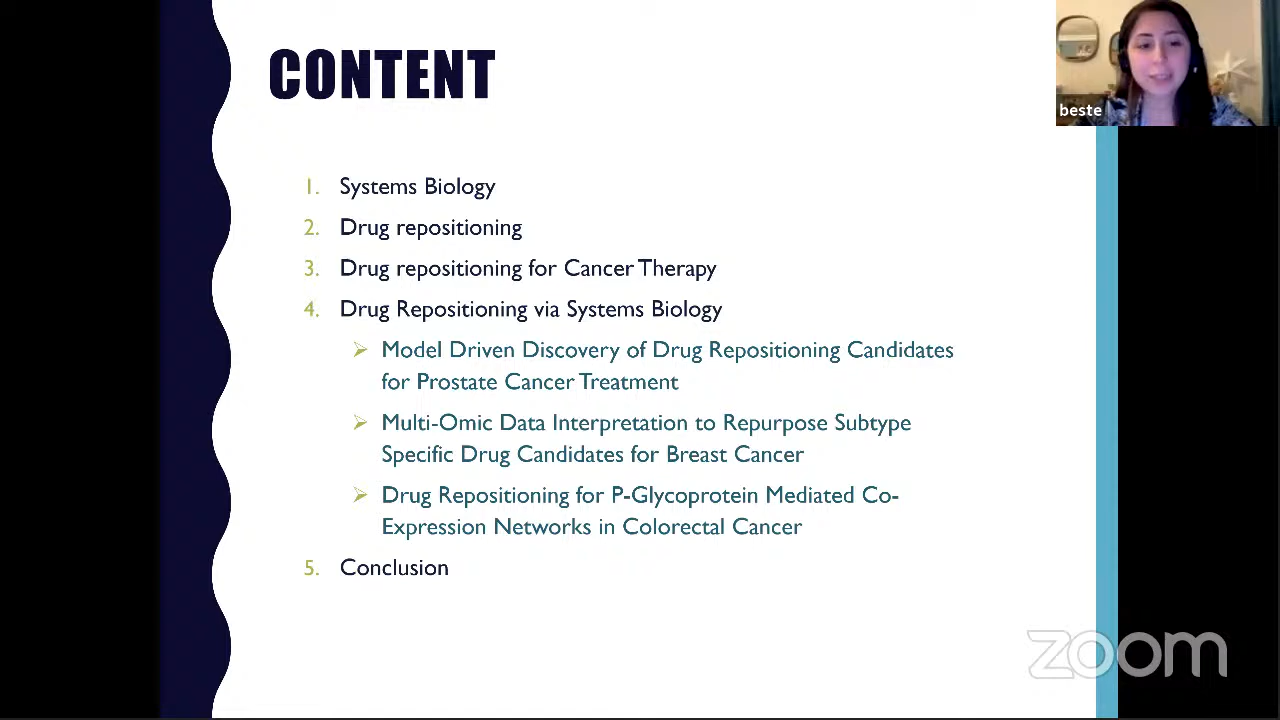 CONTENT
beste
1. Systems Biology
2. Drug repositioning
3. Drug repositioning for Cancer Therapy
4. Drug Repositioning via Systems Biology
Model Driven Discovery of Drug Repositioning Candidates
for Prostate Cancer Treatment
Multi-Omic Data Interpretation to Repurpose Subtype
Specific Drug Candidates for Breast Cancer
Drug Repositioning for P-Glycoprotein Mediated Co-
Expression Networks in Colorectal Cancer
5. Conclusion
zoom